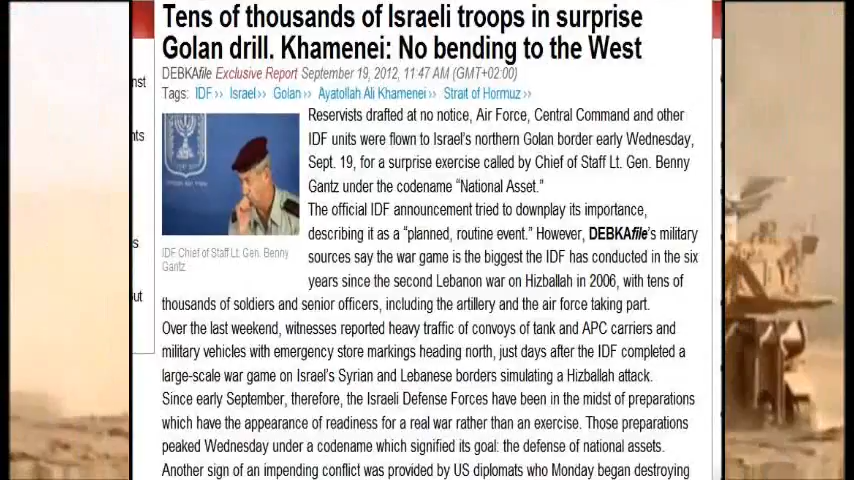 Tens of thousands of Israeli troops in surprise
Golan drill. Khamenei: No bending to the West
DEBKAfile Exclusive Report September 19, 2012, 11:47 AM (GMT+02:00)
Tags: IDF ›› Israel›› Golan ›› Ayatollah Ali Khamenei ›› Strait of Hormuz ››
Reservists drafted at no notice, Air Force, Central Command and other
IDF units were flown to Israel's northern Golan border early Wednesday,
Sept. 19, for a surprise exercise called by Chief of Staff Lt. Gen. Benny
Gantz under the codename "National Asset."
The official IDF announcement tried to downplay its importance,
describing it as a "planned, routine event." However, DEBKAfile's military
sources say the war game is the biggest the IDF has conducted in the six
years since the second Lebanon war on Hizballah in 2006, with tens of
IDF Chief of Staff Lt. Gen. Benny
Gantz
thousands of soldiers and senior officers, including the artillery and the air force taking part.
Over the last weekend, witnesses reported heavy traffic of convoys of tank and APC carriers and
military vehicles with emergency store markings heading north, just days after the IDF completed a
large-scale war game on Israel's Syrian and Lebanese borders simulating a Hizballah attack.
Since early September, therefore, the Israeli Defense Forces have been in the midst of preparations
which have the appearance of readiness for a real war rather than an exercise. Those preparations
peaked Wednesday under a codename which signified its goal: the defense of national assets.
Another sign of an impending conflict was provided by US diplomats who Monday began destroying